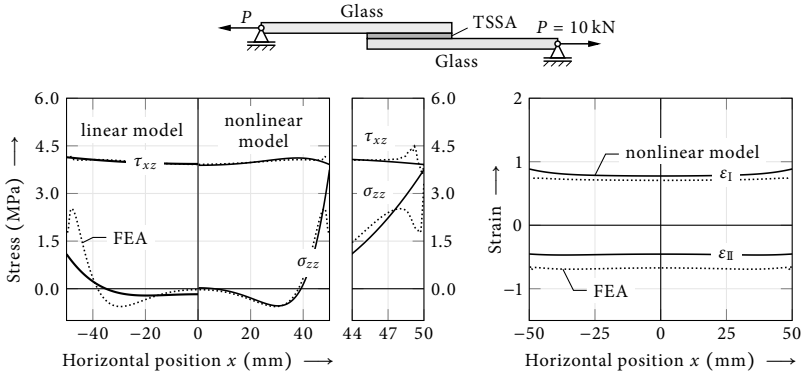 Glass
P
TSSA
P = 10 kN
Glass
6.0
4.5
3.0
1.5
0.0
Stress (MPa) ⟶
linear model
nonlinear model
τxz
FEA
σzz
−40 −20 0 20 40
Horizontal position x (mm) ⟶
τxz
σzz
6.0
4.5
3.0
1.5
0.0
44 47 50
2
1
0
−1
Strain ⟶
nonlinear model
εI
εII
FEA
−50 −25 0 25 50
Horizontal position x (mm) ⟶